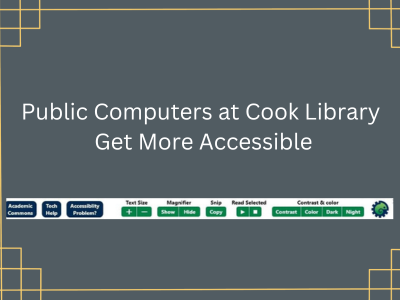 Public Computers at Cook Library
Get More Accessible
Academic Commons
Tech Help
Accessibility Problem?
Text Size
+ −
Magnifier
Show Hide
Snip
Copy
Read Selected
Contrast & color
Contrast Color Dark Night